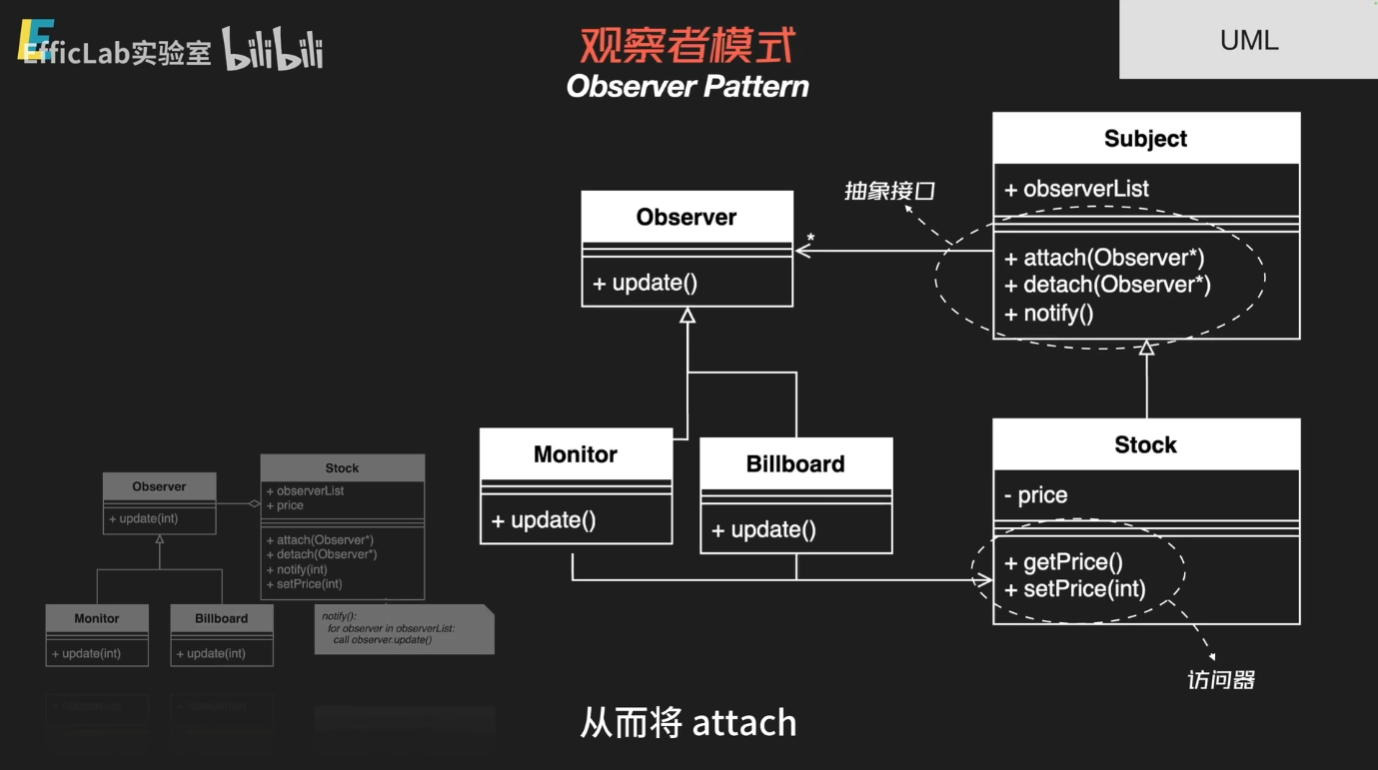 EfficLab实验室 bilibili
观察者模式
Observer Pattern
UML
Subject
+ observerList
+ attach(Observer*)
+ detach(Observer*)
+ notify()
抽象接口
*
Observer
+ update()
Monitor
+ update()
Billboard
+ update()
Stock
- price
+ getPrice()
+ setPrice(int)
访问器
Observer
+ update(int)
Stock
+ observerList
+ price
+ attach(Observer*)
+ detach(Observer*)
+ notify(int)
+ setPrice(int)
Monitor
+ update(int)
Billboard
+ update(int)
notify():
for observer in observerList:
call observer.update()
从而将 attach